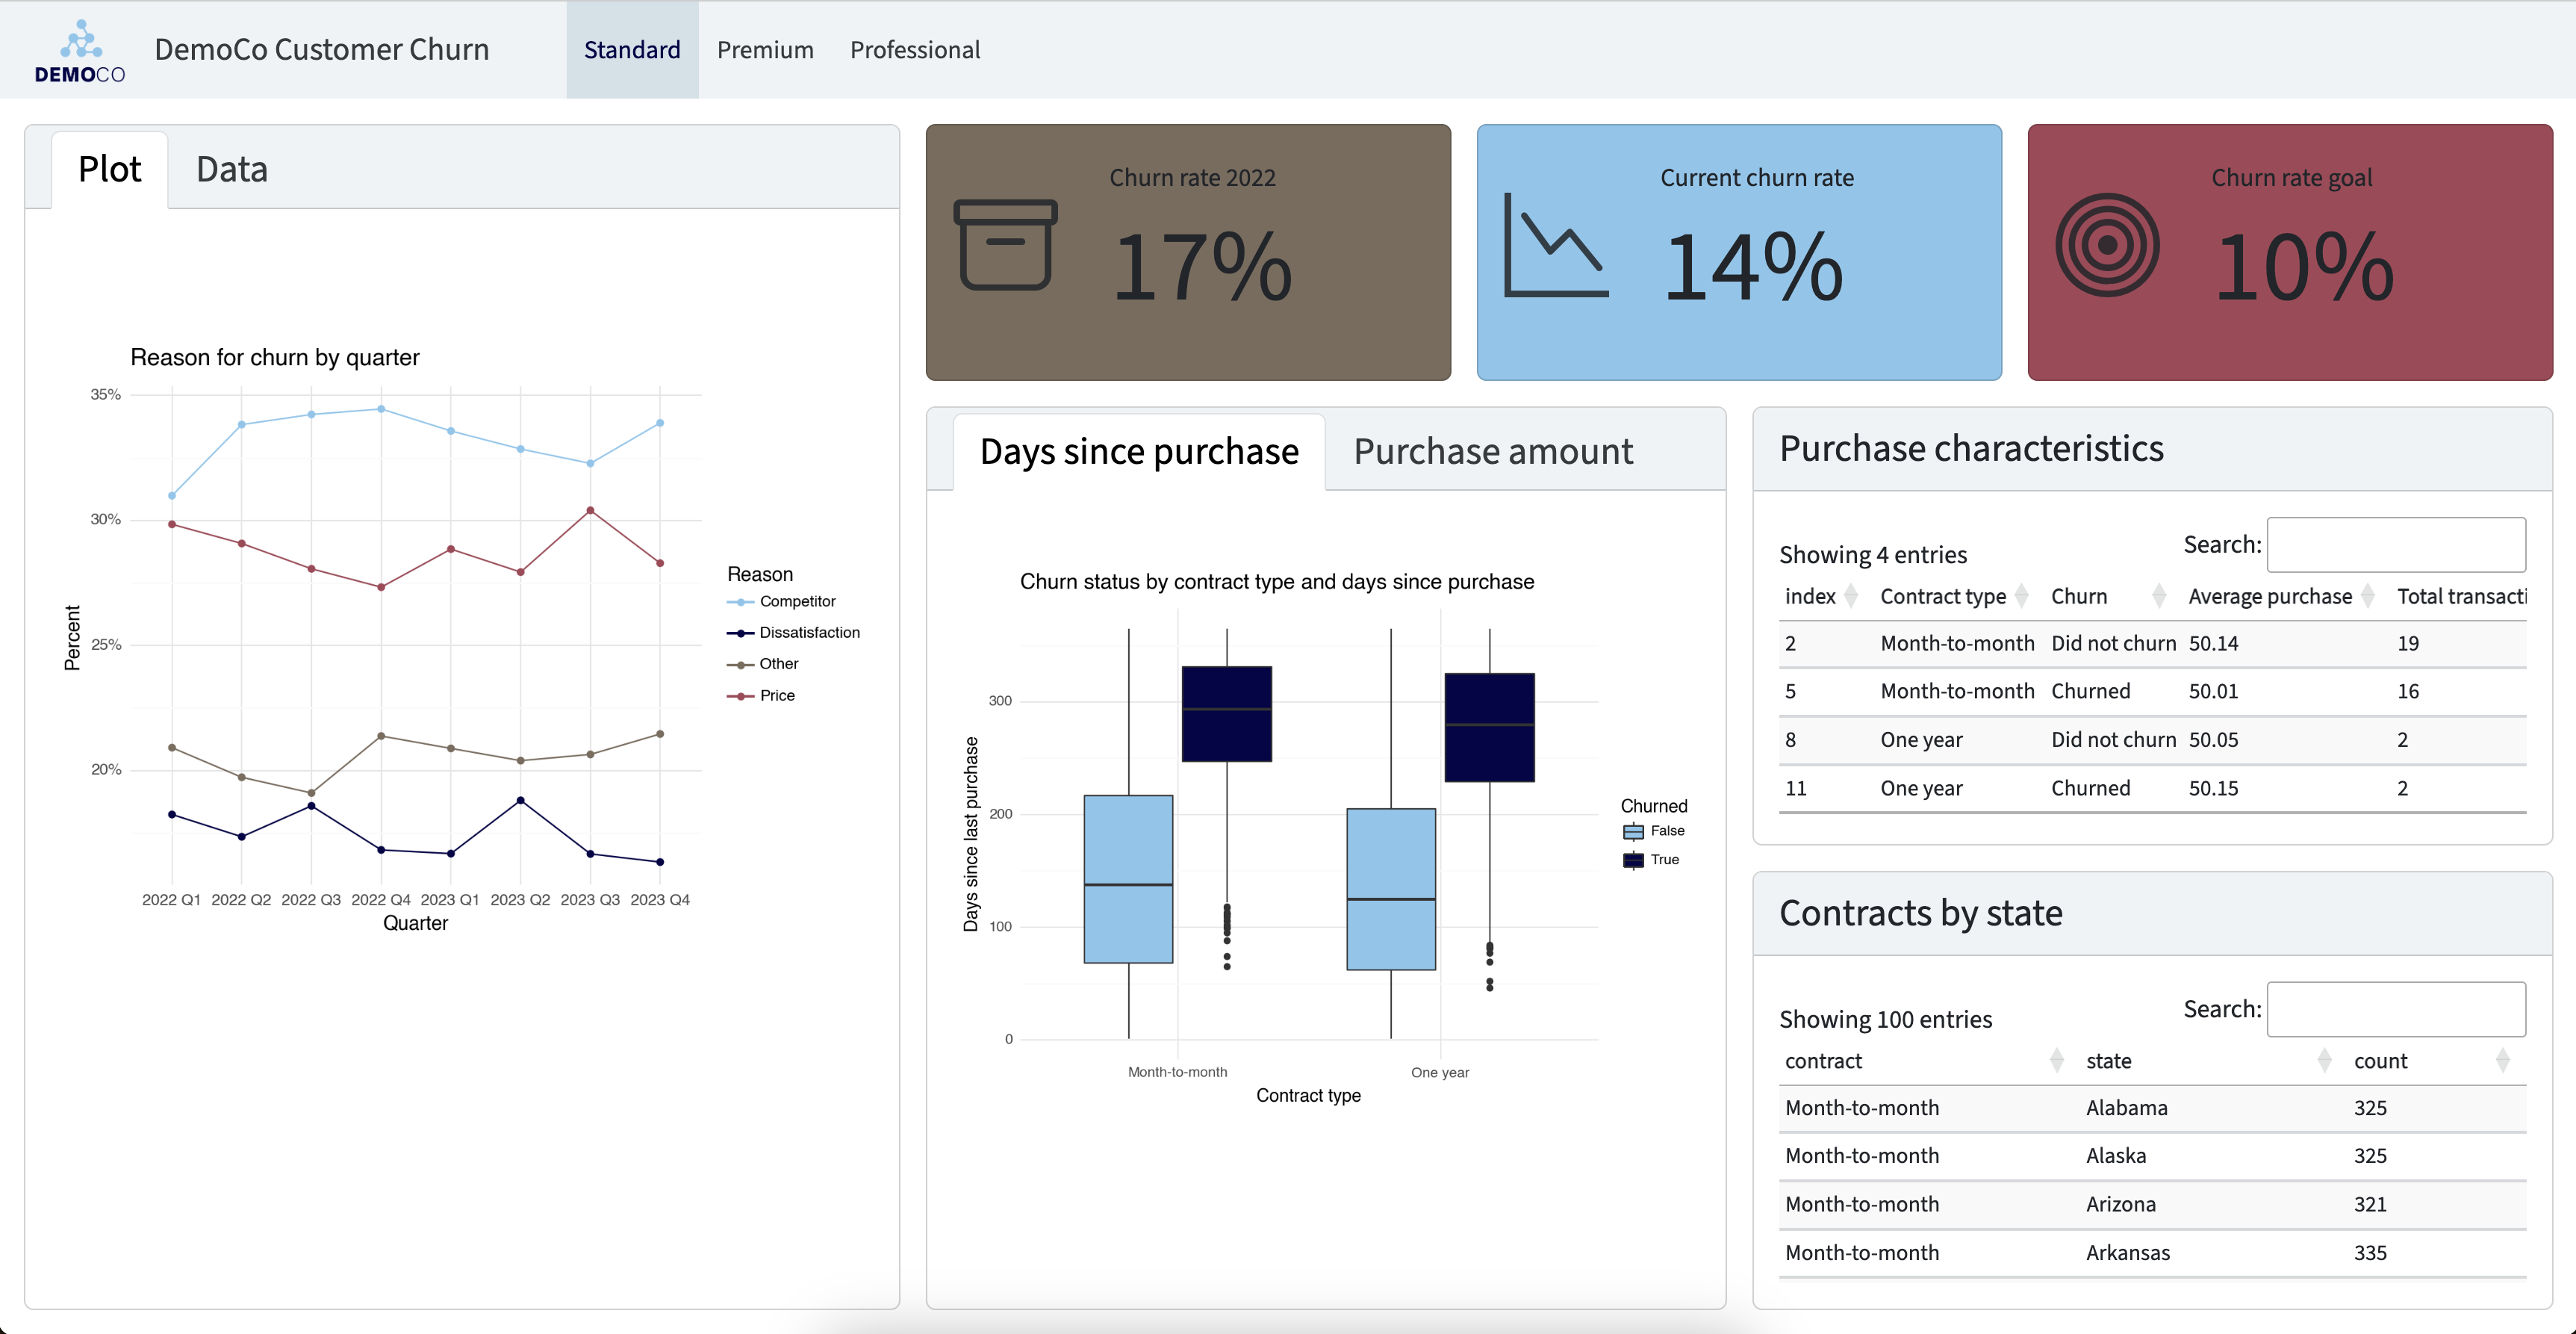 DEMOCO
DemoCo Customer Churn
Standard
Premium
Professional
Plot
Data
Reason for churn by quarter
35%
30%
25%
20%
Percent
2022 Q1 2022 Q2 2022 Q3 2022 Q4 2023 Q1 2023 Q2 2023 Q3 2023 Q4
Quarter
Reason
Competitor
Dissatisfaction
Other
Price
Churn rate 2022
17%
Current churn rate
14%
Churn rate goal
10%
Days since purchase
Purchase amount
Churn status by contract type and days since purchase
300
200
100
0
Days since last purchase
Month-to-month
One year
Contract type
Churned
False
True
Purchase characteristics
Search:
Showing 4 entries
index Contract type Churn Average purchase Total transacti
2 Month-to-month Did not churn 50.14 19
5 Month-to-month Churned 50.01 16
8 One year Did not churn 50.05 2
11 One year Churned 50.15 2
Contracts by state
Search:
Showing 100 entries
contract state count
Month-to-month Alabama 325
Month-to-month Alaska 325
Month-to-month Arizona 321
Month-to-month Arkansas 335